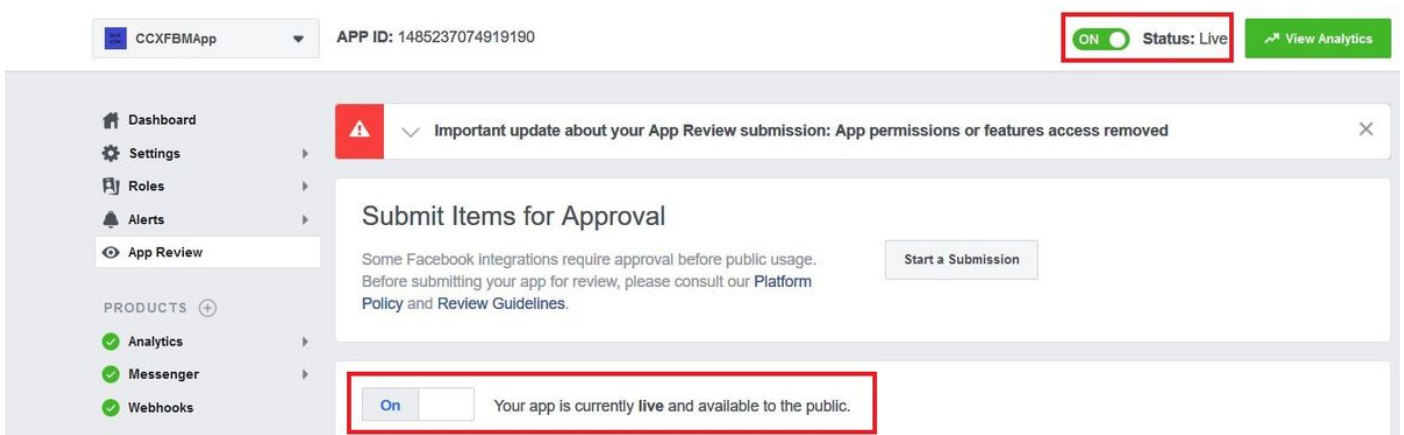 CCXFBMApp
APP ID: 1485237074919190
ON Status: Live
View Analytics
Dashboard
Settings
Roles
Alerts
App Review
PRODUCTS
Analytics
Messenger
Webhooks
Important update about your App Review submission: App permissions or features access removed
Submit Items for Approval
Some Facebook integrations require approval before public usage.
Before submitting your app for review, please consult our Platform
Policy and Review Guidelines.
Start a Submission
On
Your app is currently live and available to the public.